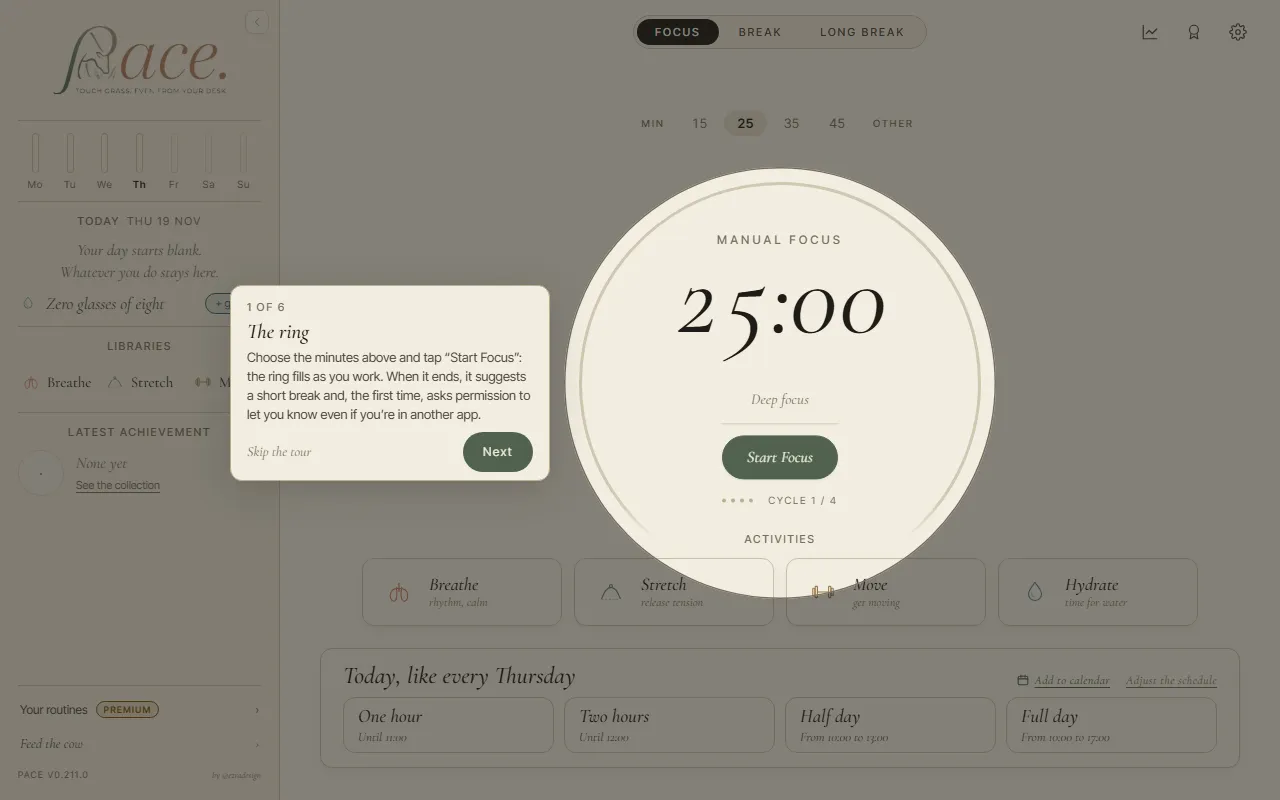 Pace.
TOUCH GRASS. EVEN FROM YOUR DESK
Mo Tu We Th Fr Sa Su
TODAY THU 19 NOV
Your day starts blank.
Whatever you do stays here.
Zero glasses of eight
LIBRARIES
Breathe Stretch
LATEST ACHIEVEMENT
None yet
See the collection
Your routines PREMIUM
Feed the cow
PACE V0.211.0
1 OF 6
The ring
Choose the minutes above and tap “Start Focus”:
the ring fills as you work. When it ends, it suggests
a short break and, the first time, asks permission to
let you know even if you’re in another app.
Skip the tour Next
FOCUS BREAK LONG BREAK
MIN 15 25 35 45 OTHER
MANUAL FOCUS
25:00
Deep focus
Start Focus
CYCLE 1 / 4
ACTIVITIES
Breathe
rhythm, calm
Stretch
release tension
Move
get moving
Hydrate
time for water
Today, like every Thursday
Add to calendar Adjust the schedule
One hour
Until 11:00
Two hours
Until 12:00
Half day
From 10:00 to 13:00
Full day
From 10:00 to 17:00